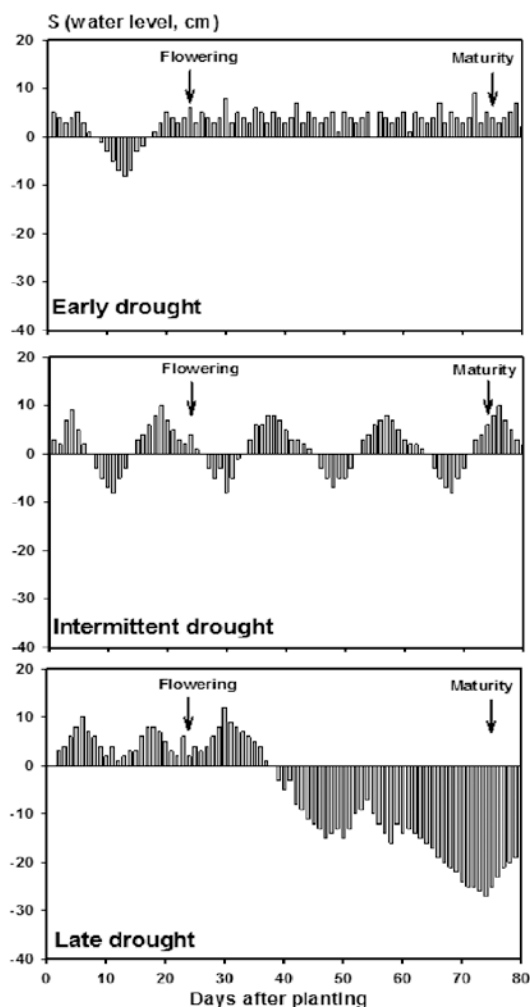 S (water level, cm)
20
10
0
-10
-20
-30
-40
Flowering
Maturity
Early drought
20
10
0
-10
-20
-30
-40
Flowering
Maturity
Intermittent drought
20
10
0
-10
-20
-30
-40
Flowering
Maturity
Late drought
0 10 20 30 40 50 60 70 80
Days after planting